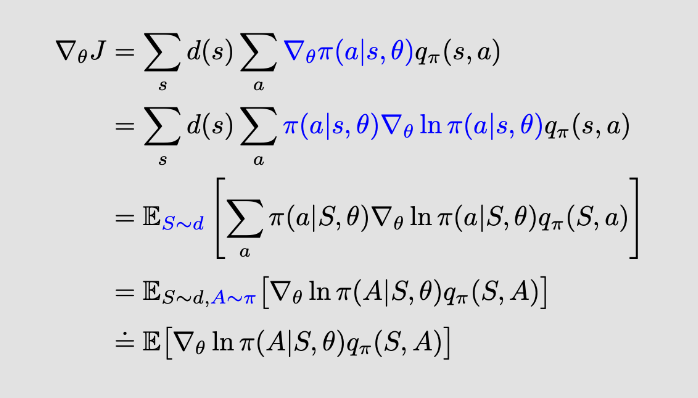 ∇_θ J = ∑_s d(s) ∑_a ∇_θ π(a|s, θ) q_π(s, a)
= ∑_s d(s) ∑_a π(a|s, θ) ∇_θ ln π(a|s, θ) q_π(s, a)
= 𝔼_{S∼d} [ ∑_a π(a|S, θ) ∇_θ ln π(a|S, θ) q_π(S, a) ]
= 𝔼_{S∼d, A∼π} [ ∇_θ ln π(A|S, θ) q_π(S, A) ]
≐ 𝔼 [ ∇_θ ln π(A|S, θ) q_π(S, A) ]